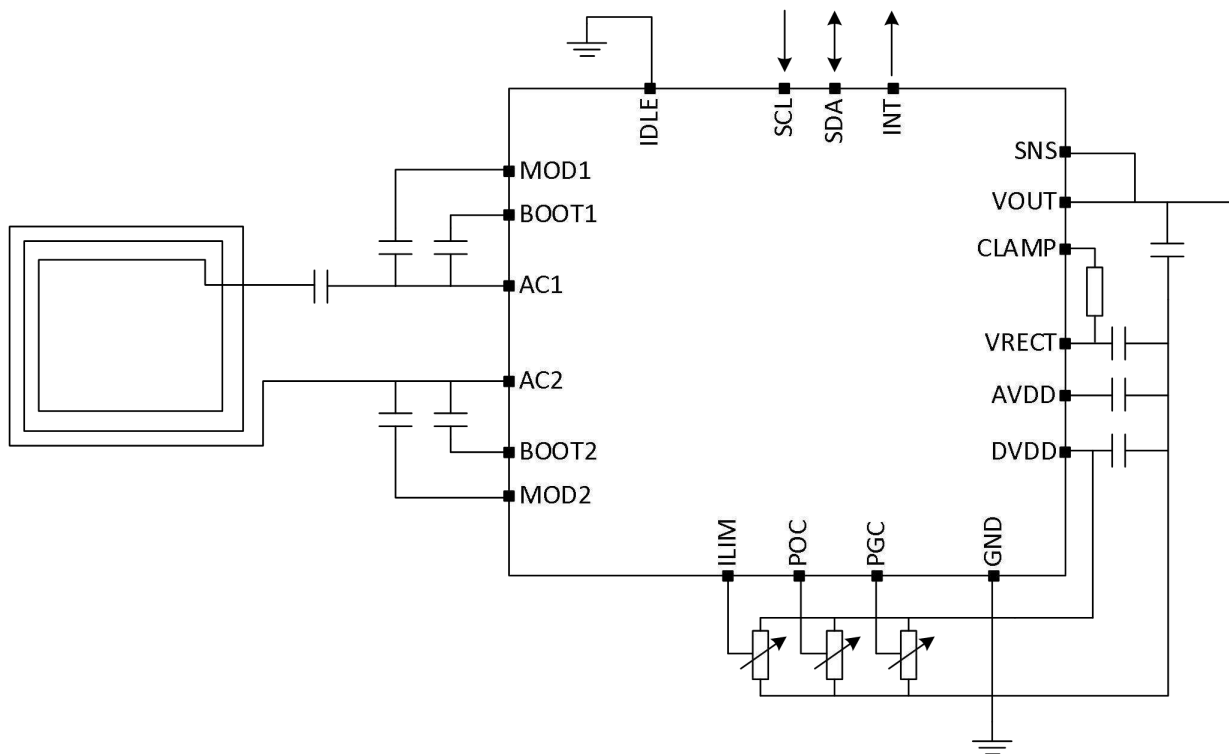 IDLE
SCL
SDA
INT
MOD1
BOOT1
AC1
AC2
BOOT2
MOD2
SNS
VOUT
CLAMP
VRECT
AVDD
DVDD
ILIM
POC
PGC
GND